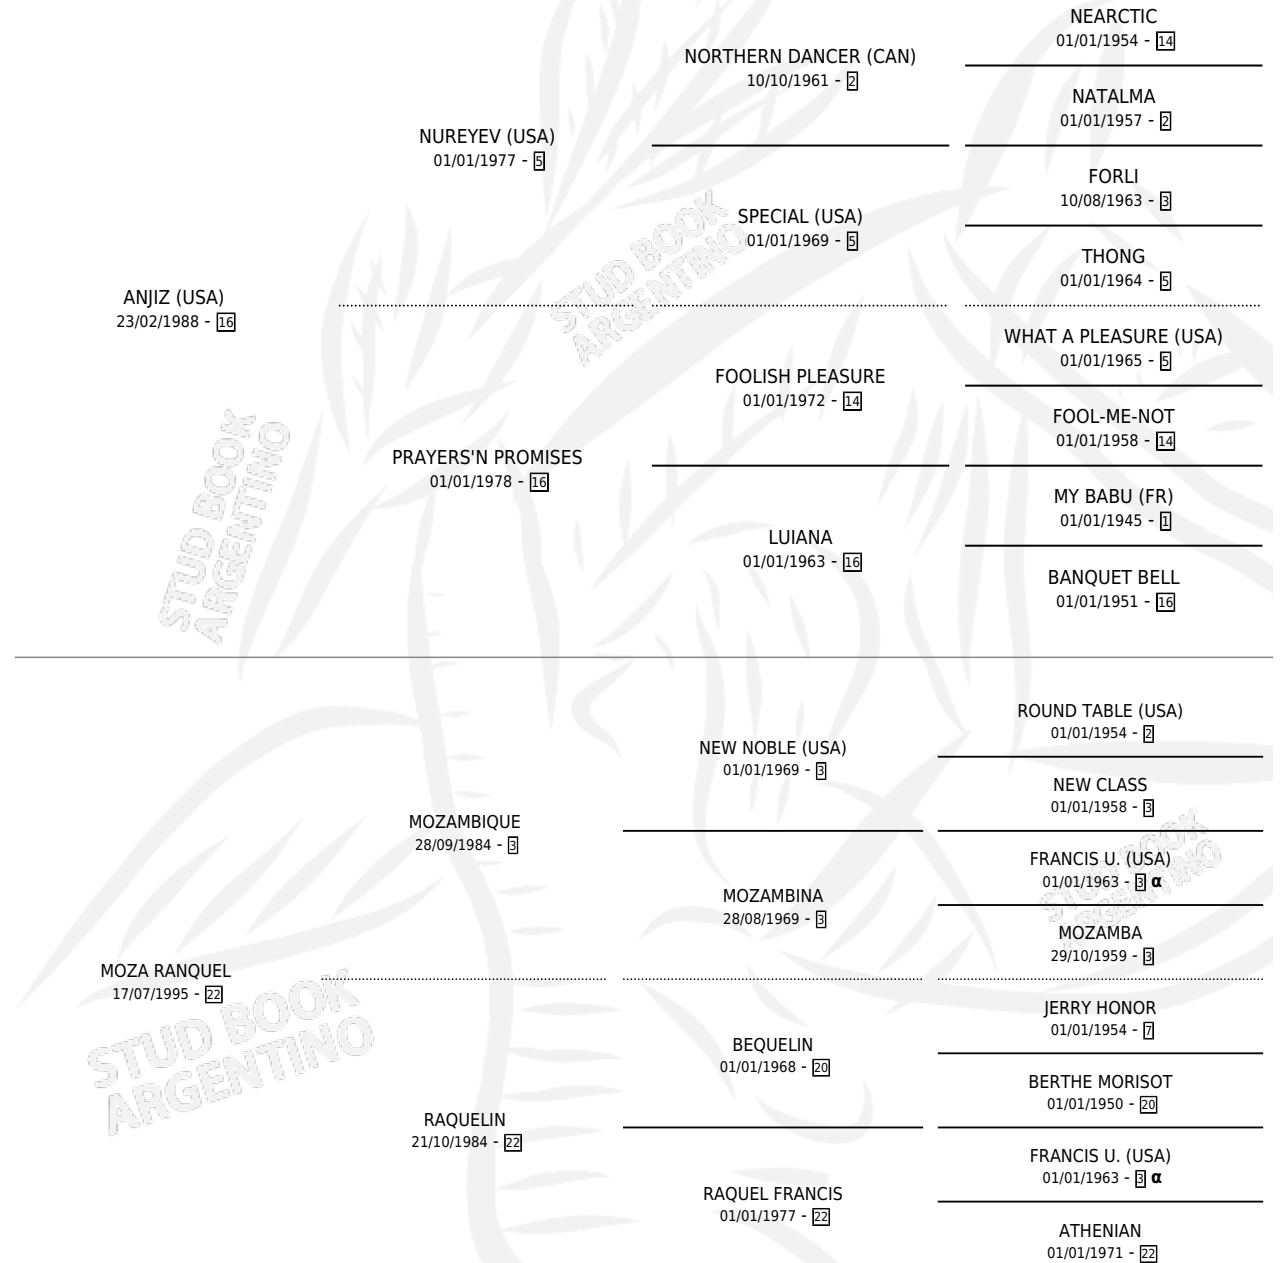 NEARCTIC
01/01/1954 - 14
NORTHERN DANCER (CAN)
10/10/1961 - 2
NATALMA
01/01/1957 - 2
NUREYEV (USA)
01/01/1977 - 5
FORLI
10/08/1963 - 3
SPECIAL (USA)
01/01/1969 - 5
THONG
01/01/1964 - 5
ANJIZ (USA)
23/02/1988 - 16
WHAT A PLEASURE (USA)
01/01/1965 - 5
FOOLISH PLEASURE
01/01/1972 - 14
FOOL-ME-NOT
01/01/1958 - 14
PRAYERS'N PROMISES
01/01/1978 - 16
MY BABU (FR)
01/01/1945 - 1
LUIANA
01/01/1963 - 16
BANQUET BELL
01/01/1951 - 16
ROUND TABLE (USA)
01/01/1954 - 2
NEW NOBLE (USA)
01/01/1969 - 3
NEW CLASS
01/01/1958 - 3
MOZAMBIQUE
28/09/1984 - 3
FRANCIS U. (USA)
01/01/1963 - 3 α
MOZAMBINA
28/08/1969 - 3
MOZAMBA
29/10/1959 - 3
MOZA RANQUEL
17/07/1995 - 22
JERRY HONOR
01/01/1954 - 7
BEQUELIN
01/01/1968 - 20
BERTHE MORISOT
01/01/1950 - 20
RAQUELIN
21/10/1984 - 22
FRANCIS U. (USA)
01/01/1963 - 3 α
RAQUEL FRANCIS
01/01/1977 - 22
ATHENIAN
01/01/1971 - 22
STUD BOOK
ARGENTINO
STUD BOOK
ARGENTINO
STUD BOOK
ARGENTINO
STUD BOOK
ARGENTINO